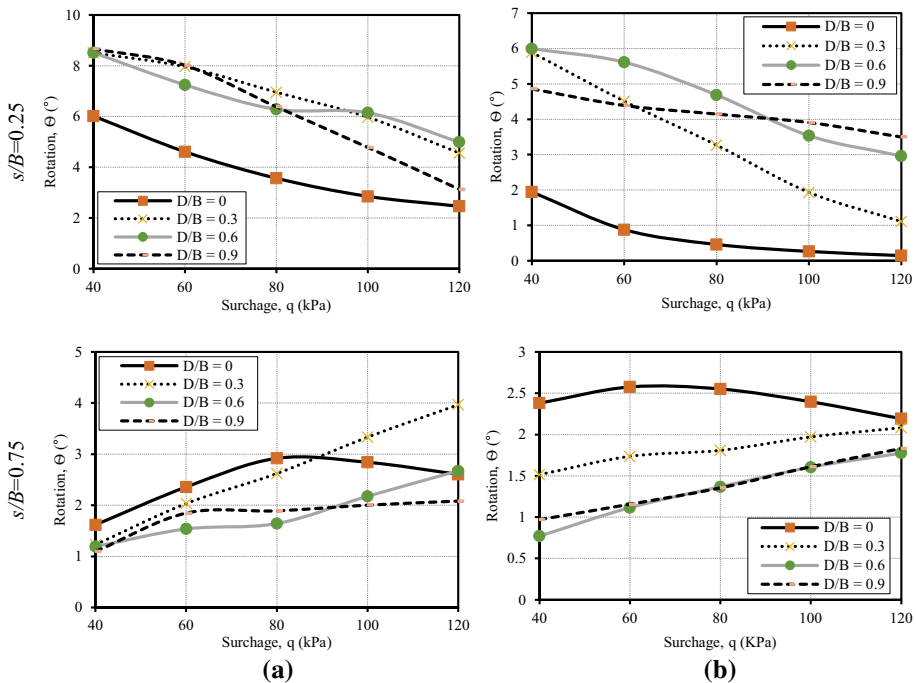 s/B=0.25
Rotation, Θ (°)
10
8
6
4
2
0
D/B = 0
D/B = 0.3
D/B = 0.6
D/B = 0.9
40 60 80 100 120
Surchage, q (kPa)
Rotation, Θ (°)
7
6
5
4
3
2
1
0
D/B = 0
D/B = 0.3
D/B = 0.6
D/B = 0.9
40 60 80 100 120
Surchage, q (kPa)
s/B=0.75
Rotation, Θ (°)
5
4
3
2
1
0
D/B = 0
D/B = 0.3
D/B = 0.6
D/B = 0.9
40 60 80 100 120
Surchage, q (kPa)
(a)
Rotation, Θ (°)
3
2.5
2
1.5
1
0.5
0
D/B = 0
D/B = 0.3
D/B = 0.6
D/B = 0.9
40 60 80 100 120
Surchage, q (KPa)
(b)